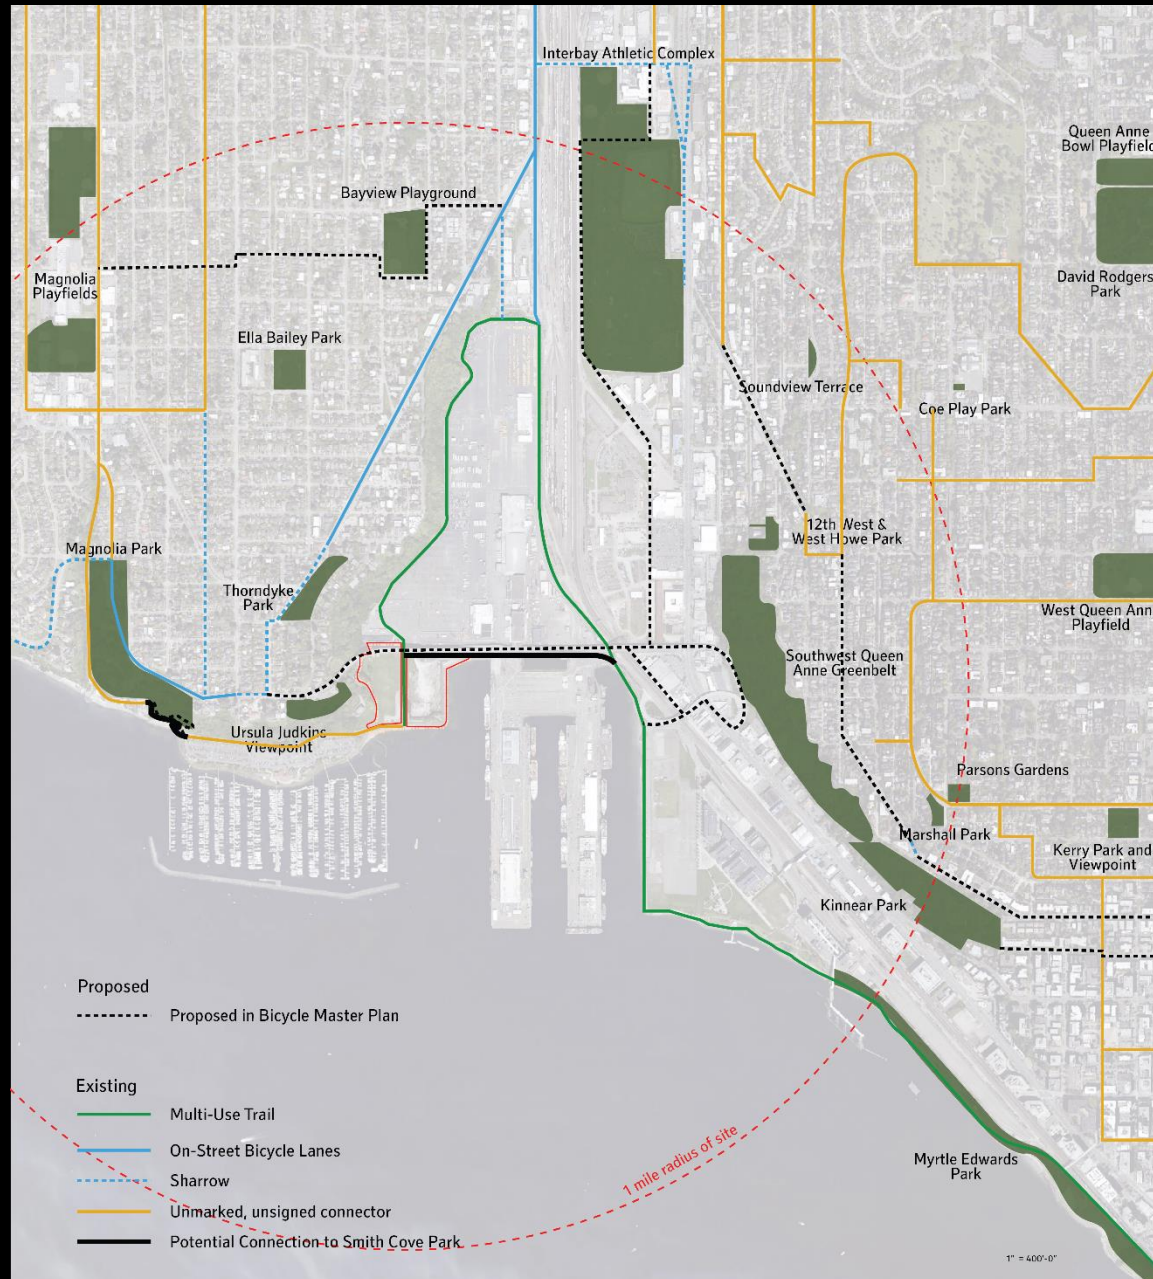 Interbay Athletic Complex
Queen Anne
Bowl Playfield
Bayview Playground
Magnolia
Playfields
David Rodgers
Park
Ella Bailey Park
Soundview Terrace
Coe Play Park
12th West &
West Howe Park
Magnolia Park
Thorndyke
Park
West Queen Ann
Playfield
Southwest Queen
Anne Greenbelt
Ursula Judkins
Viewpoint
Parsons Gardens
Marshall Park
Kerry Park and
Viewpoint
Kinnear Park
Proposed
Proposed in Bicycle Master Plan
Existing
Multi-Use Trail
On-Street Bicycle Lanes
Sharrow
Unmarked, unsigned connector
Potential Connection to Smith Cove Park
1 mile radius of site
Myrtle Edwards
Park
1" = 400'-0"